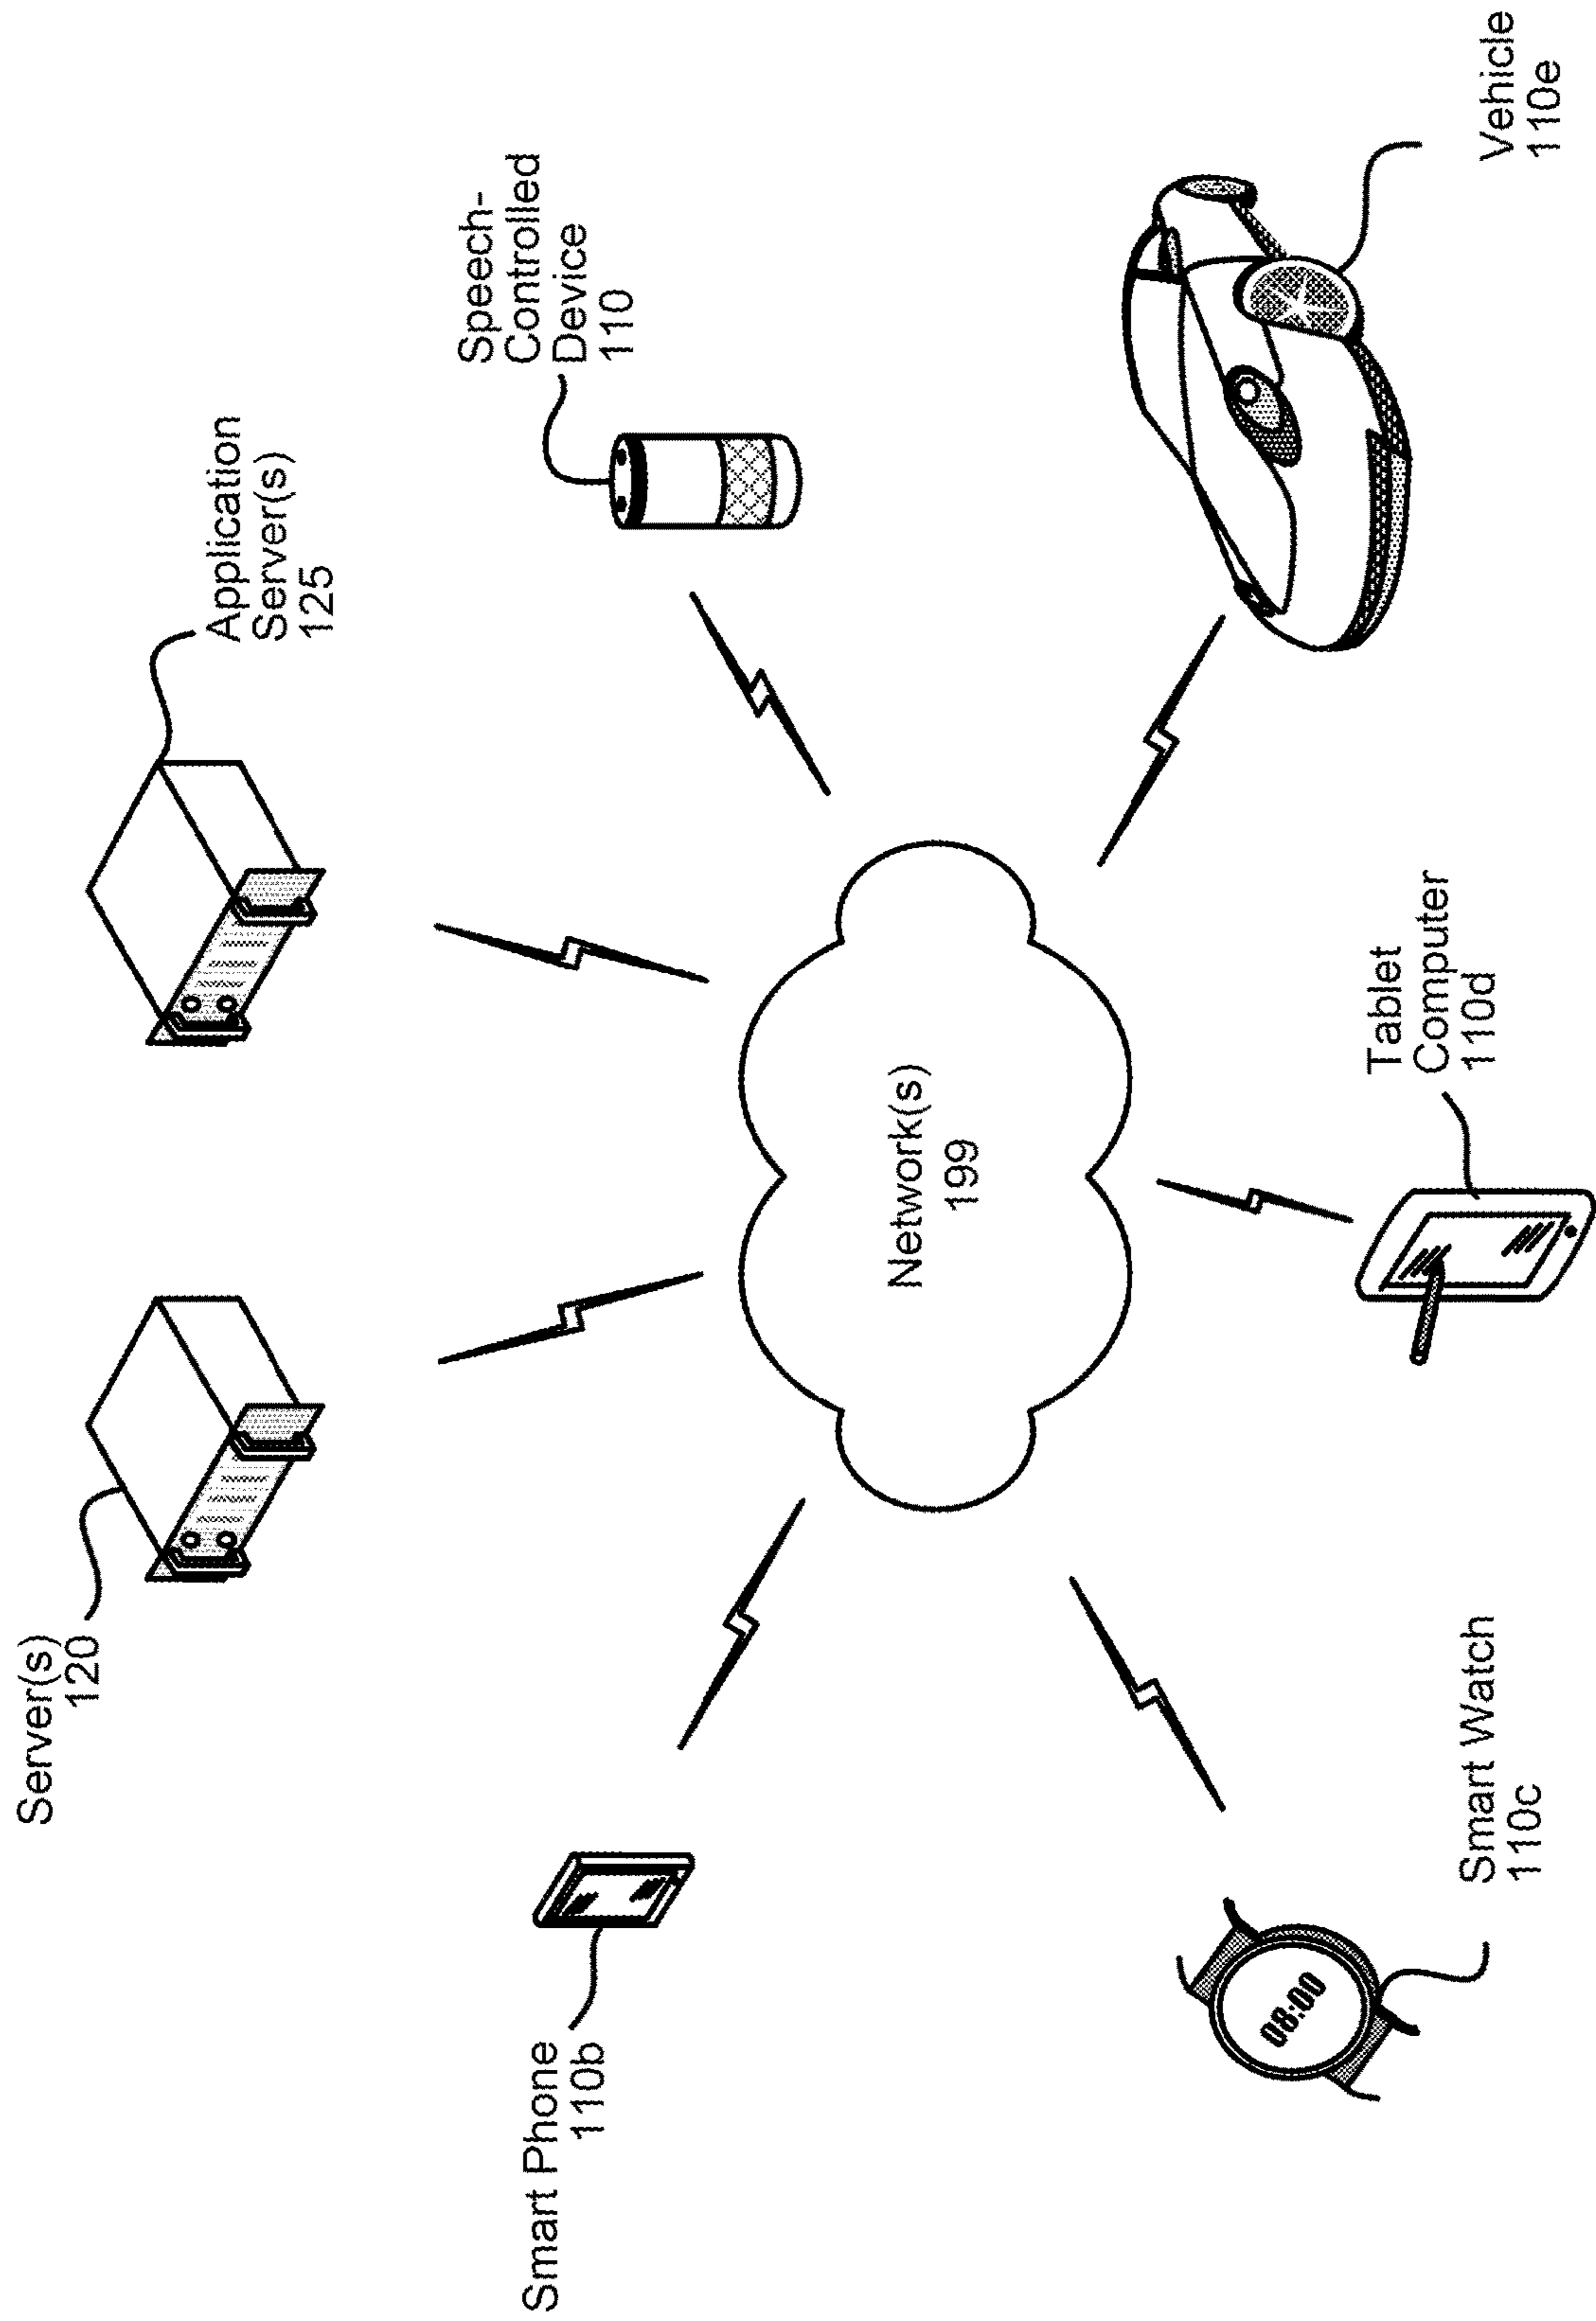 Server(s)
120
Application
Server(s)
125
Smart Phone
110b
Speech-
Controlled
Device
110
Network(s)
199
08:00
Smart Watch
110c
Tablet
Computer
110d
Vehicle
110e